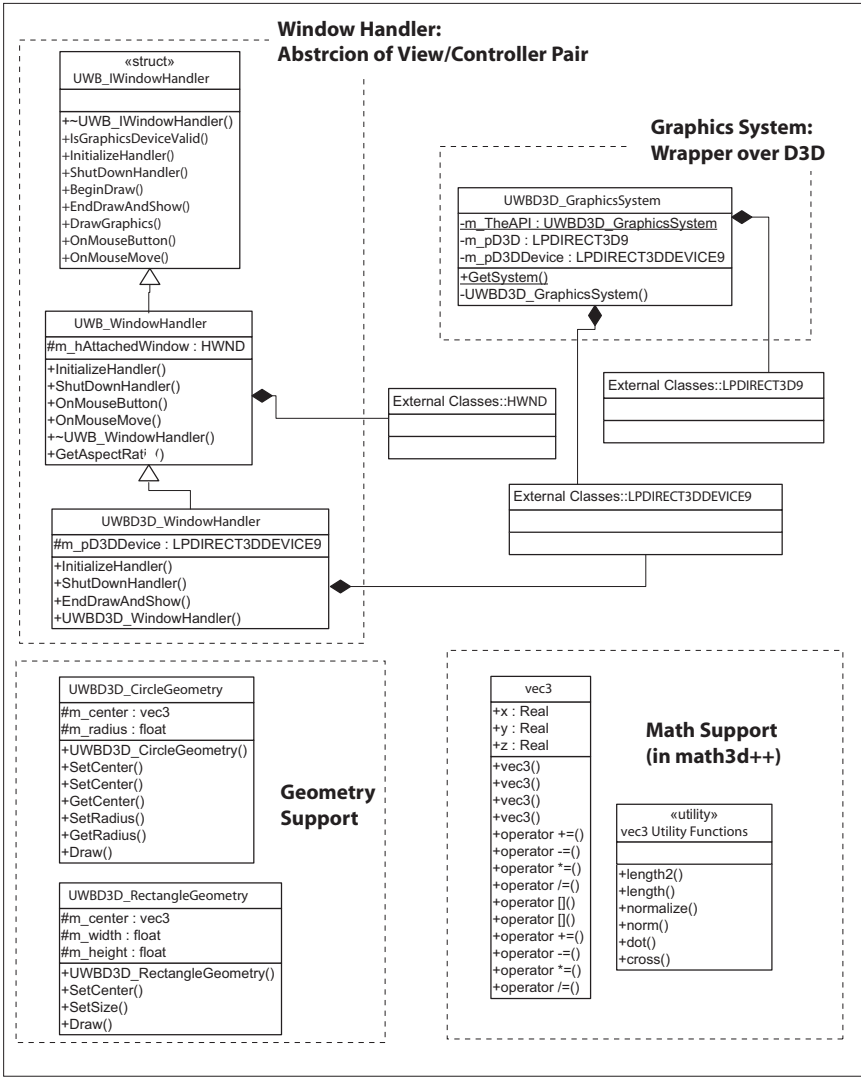 Window Handler:
Abstrcion of View/Controller Pair
«struct»
UWB_IWindowHandler
+~UWB_IWindowHandler()
+IsGraphicsDeviceValid()
+InitializeHandler()
+ShutDownHandler()
+BeginDraw()
+EndDrawAndShow()
+DrawGraphics()
+OnMouseButton()
+OnMouseMove()
UWB_WindowHandler
#m_hAttachedWindow : HWND
+InitializeHandler()
+ShutDownHandler()
+OnMouseButton()
+OnMouseMove()
+~UWB_WindowHandler()
UWBD3D_WindowHandler
#m_pD3DDevice : LPDIRECT3DDEVICE9
+InitializeHandler()
+ShutDownHandler()
+EndDrawAndShow()
+UWBD3D_WindowHandler()
Graphics System:
Wrapper over D3D
UWBD3D_GraphicsSystem
-m_TheAPI : UWBD3D_GraphicsSystem
-m_pD3D : LPDIRECT3D9
-m_pD3DDevice : LPDIRECT3DDEVICE9
+GetSystem()
-UWBD3D_GraphicsSystem()
External Classes::LPDIRECT3D9
External Classes::HWND
External Classes::LPDIRECT3DDEVICE9
UWBD3D_CircleGeometry
#m_center : vec3
#m_radius : float
+UWBD3D_CircleGeometry()
+SetCenter()
+SetCenter()
+GetCenter()
+SetRadius()
+GetRadius()
+Draw()
Geometry
Support
UWBD3D_RectangleGeometry
#m_center : vec3
#m_width : float
#m_height : float
+UWBD3D_RectangleGeometry()
+SetCenter()
+SetSize()
+Draw()
vec3
+x : Real
+y : Real
+z : Real
+vec3()
+vec3()
+vec3()
+vec3()
+operator +=()
+operator -=()
+operator *=()
+operator /=()
+operator []()
+operator []()
+operator +=()
+operator -=()
+operator *=()
+operator /=()
Math Support
(in math3d++)
«utility»
vec3 Utility Functions
+length2()
+length()
+normalize()
+norm()
+dot()
+cross()